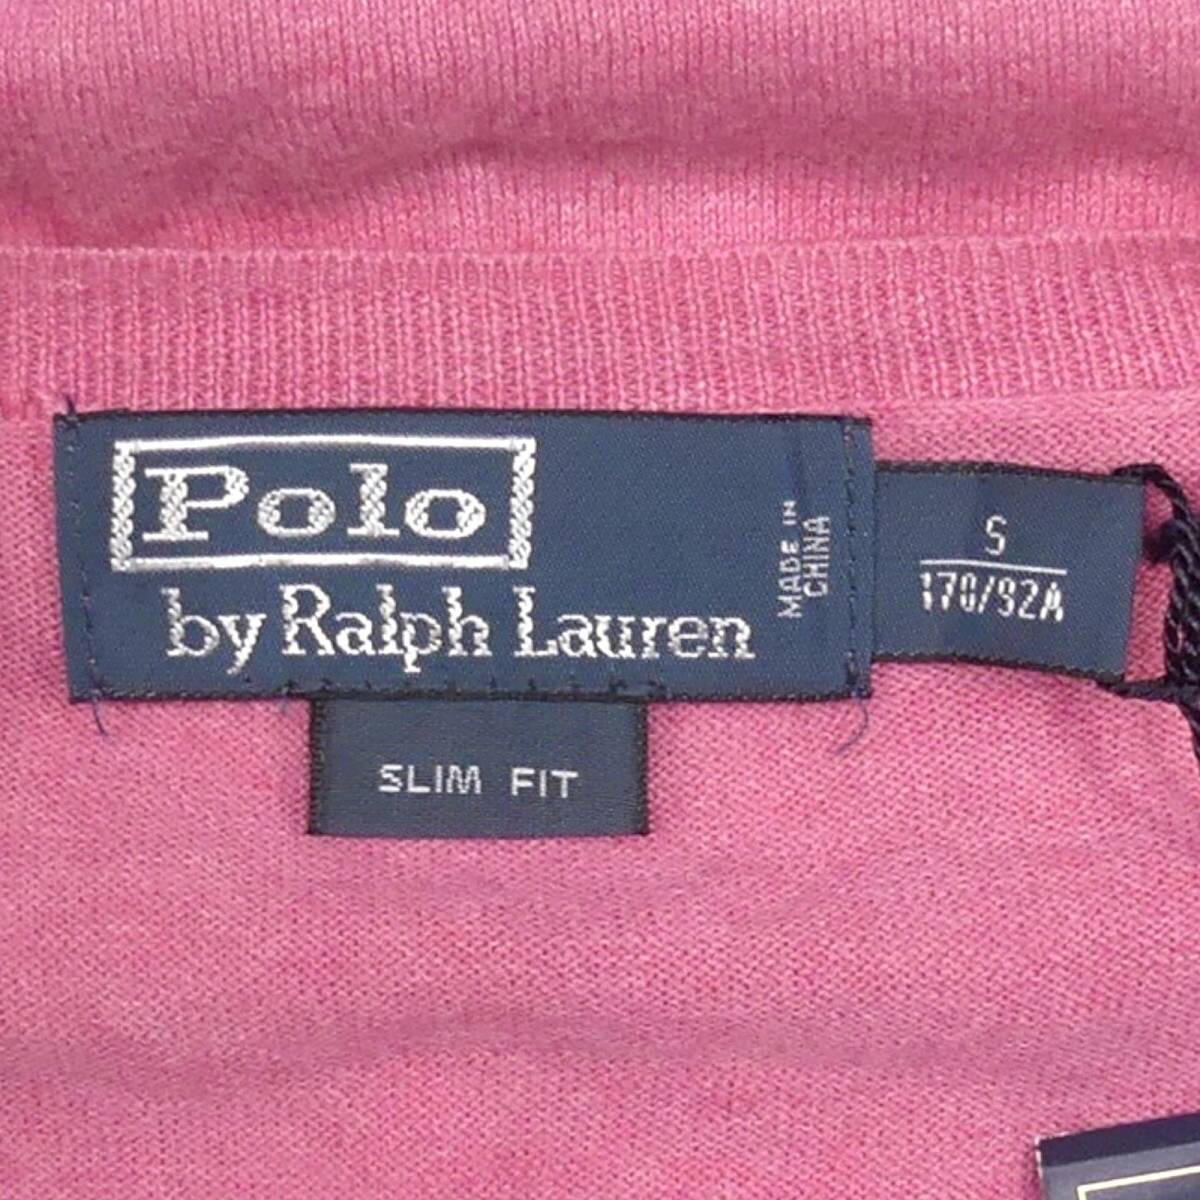 Polo
by Ralph Lauren
MADE IN
CHINA
S
170/92A
SLIM FIT